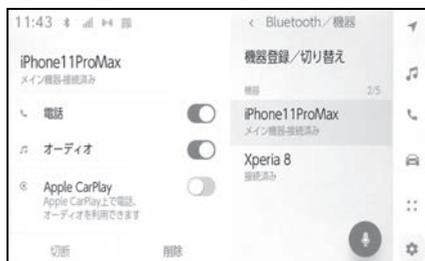 11:43
iPhone11ProMax
メイン機器-接続済み
電話
オーディオ
Apple CarPlay
Apple CarPlay上で電話、
オーディオを利用できます
切断
削除
< Bluetooth／機器
機器登録／切り替え
機器 2/5
iPhone11ProMax
メイン機器-接続済み
Xperia 8
接続済み